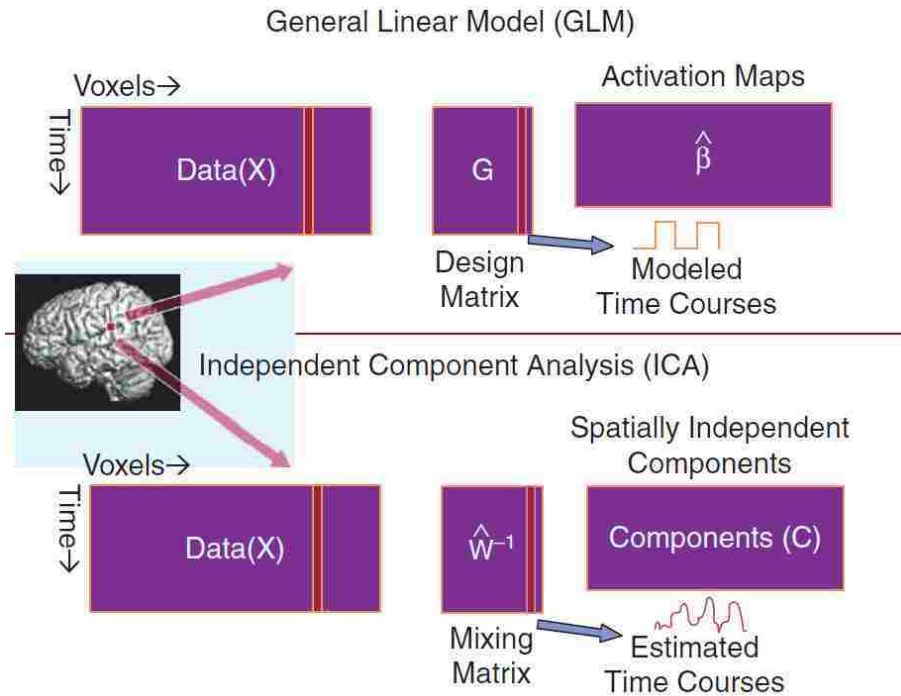 General Linear Model (GLM)
Voxels→
Time→
Data(X)
G
Design
Matrix
Activation Maps
β̂
Modeled
Time Courses
Independent Component Analysis (ICA)
Voxels→
Time→
Data(X)
Ŵ⁻¹
Mixing
Matrix
Spatially Independent
Components
Components (C)
Estimated
Time Courses